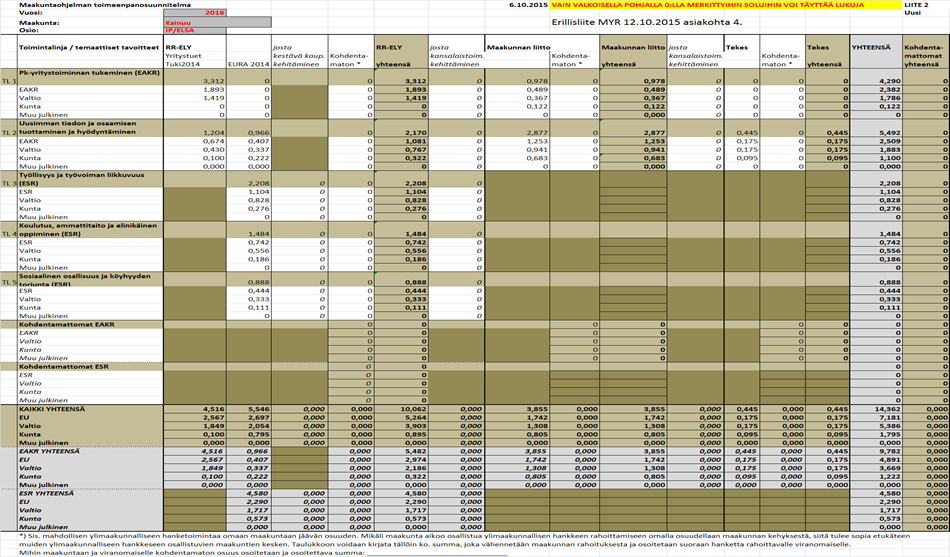 Maakuntaohjelman toimeenpanosuunnitelma 6.10.2015 VAIN VALKOISELLA POHJALLA 0:LLA MERKITTYIHIN SOLUIHIN VOI TÄYTTÄÄ LUKUJA LIITE 2
Vuosi: 2016 Uusi
Maakunta: Kainuu Erillisliite MYR 12.10.2015 asiakohta 4.
Osio: IP/ELSA
Toimintalinja / temaattiset tavoitteet RR-ELY josta RR-ELY josta Maakunnan liitto Maakunnan liitto josta Tekes Tekes YHTEENSÄ Kohdenta-
Yritystuet kestävä kaup. Kohdenta- kansalaistoim. Kohdenta- kansalaistoim. Kohdenta- mattomat
Tuki2014 EURA 2014 kehittäminen maton * yhteensä kehittäminen maton * yhteensä kehittäminen maton * yhteensä yhteensä
Pk-yritystoiminnan tukeminen (EAKR)
TL 1 3,312 0 0 3,312 0 0,978 0 0,978 0 0 0 0 4,290 0
EAKR 1,893 0 0 1,893 0 0,489 0 0,489 0 0 0 0 2,382 0
Valtio 1,419 0 0 1,419 0 0,367 0 0,367 0 0 0 0 1,786 0
Kunta 0 0 0 0 0 0,122 0 0,122 0 0 0 0 0,122 0
Muu julkinen 0 0 0 0 0 0 0 0,000 0 0 0 0 0 0
Uusimman tiedon ja osaamisen
TL 2 tuottaminen ja hyödyntäminen 1,204 0,966 0 2,170 0 2,877 0 2,877 0 0,445 0 0,445 5,492 0
EAKR 0,674 0,407 0 1,081 0 1,253 0 1,253 0 0,175 0 0,175 2,509 0
Valtio 0,430 0,337 0 0,767 0 0,941 0 0,941 0 0,175 0 0,175 1,883 0
Kunta 0,100 0,222 0 0,322 0 0,683 0 0,683 0 0,095 0 0,095 1,100 0
Muu julkinen 0,000 0,000 0 0 0 0 0 0,000 0 0 0 0 0,000 0
Työllisyys ja työvoiman liikkuvuus
TL 3 (ESR) 2,208 0 0 2,208 0 2,208 0
ESR 1,104 0 0 1,104 0 1,104 0
Valtio 0,828 0 0 0,828 0 0,828 0
Kunta 0,276 0 0 0,276 0 0,276 0
Muu julkinen 0 0 0 0 0 0 0
Koulutus, ammattitaito ja elinikäinen
TL 4 oppiminen (ESR) 1,484 0 0 1,484 0 1,484 0
ESR 0,742 0 0 0,742 0 0,742 0
Valtio 0,556 0 0 0,556 0 0,556 0
Kunta 0,186 0 0 0,186 0 0,186 0
Muu julkinen 0 0 0 0 0 0 0
Sosiaalinen osallisuus ja köyhyyden
TL 5 torjunta (ESR) 0,888 0 0 0,888 0 0,888 0
ESR 0,444 0 0 0,444 0 0,444 0
Valtio 0,333 0 0 0,333 0 0,333 0
Kunta 0,111 0 0 0,111 0 0,111 0
Muu julkinen 0 0 0 0 0 0 0
Kohdentamattomat EAKR 0 0 0 0 0 0 0 0 0
EAKR 0 0 0 0 0 0 0 0 0
Valtio 0 0 0 0 0 0 0 0 0
Kunta 0 0 0 0 0 0 0 0 0
Muu julkinen 0 0 0 0 0 0 0 0 0
Kohdentamattomat ESR 0 0 0 0
ESR 0 0 0 0
Valtio 0 0 0 0
Kunta 0 0 0 0
Muu julkinen 0 0 0 0
KAIKKI YHTEENSÄ 4,516 5,546 0,000 0,000 10,062 0,000 3,855 0,000 3,855 0,000 0,445 0,000 0,445 14,362 0,000
EU 2,567 2,697 0,000 0,000 5,264 0,000 1,742 0,000 1,742 0,000 0,175 0,000 0,175 7,181 0,000
Valtio 1,849 2,054 0,000 0,000 3,903 0,000 1,308 0,000 1,308 0,000 0,175 0,000 0,175 5,386 0,000
Kunta 0,100 0,795 0,000 0,000 0,895 0,000 0,805 0,000 0,805 0,000 0,095 0,000 0,095 1,795 0,000
Muu julkinen 0,000 0,000 0,000 0,000 0,000 0,000 0,000 0,000 0,000 0,000 0,000 0,000 0,000 0,000 0,000
EAKR YHTEENSÄ 4,516 0,966 0,000 5,482 0,000 3,855 0,000 3,855 0,000 0,445 0,000 0,445 9,782 0,000
EU 2,567 0,407 0,000 2,974 0,000 1,742 0,000 1,742 0,000 0,175 0,000 0,175 4,891 0,000
Valtio 1,849 0,337 0,000 2,186 0,000 1,308 0,000 1,308 0,000 0,175 0,000 0,175 3,669 0,000
Kunta 0,100 0,222 0,000 0,322 0,000 0,805 0,000 0,805 0,000 0,095 0,000 0,095 1,222 0,000
Muu julkinen 0,000 0,000 0,000 0,000 0,000 0,000 0,000 0,000 0,000 0,000 0,000 0,000 0,000 0,000
ESR YHTEENSÄ 4,580 0,000 0,000 4,580 0,000 4,580 0,000
EU 2,290 0,000 0,000 2,290 0,000 2,290 0,000
Valtio 1,717 0,000 0,000 1,717 0,000 1,717 0,000
Kunta 0,573 0,000 0,000 0,573 0,000 0,573 0,000
Muu julkinen 0,000 0,000 0,000 0,000 0,000 0,000 0,000
*) Sis. mahdollisen ylimaakunnalliseen hanketoimintaa omaan maakuntaan jäävän osuuden. Mikäli maakunta aikoo osallistua ylimaakunnallisen hankkeen rahoittamiseen omalla osuudellaan maakunnan kehyksestä, siitä tulee sopia etukäteen
muiden ylimaakunnalliseen hankkeeseen osallistuvien maakuntien kesken. Taulukkoon voidaan kirjata tällöin ko. summa, joka vähennetään maakunnan rahoituksesta ja osoitetaan suoraan hanketta rahoittavalle viranomaiselle.
Mihin maakuntaan ja viranomaiselle kohdentamaton osuus osoitetaan ja osoitettava summa: